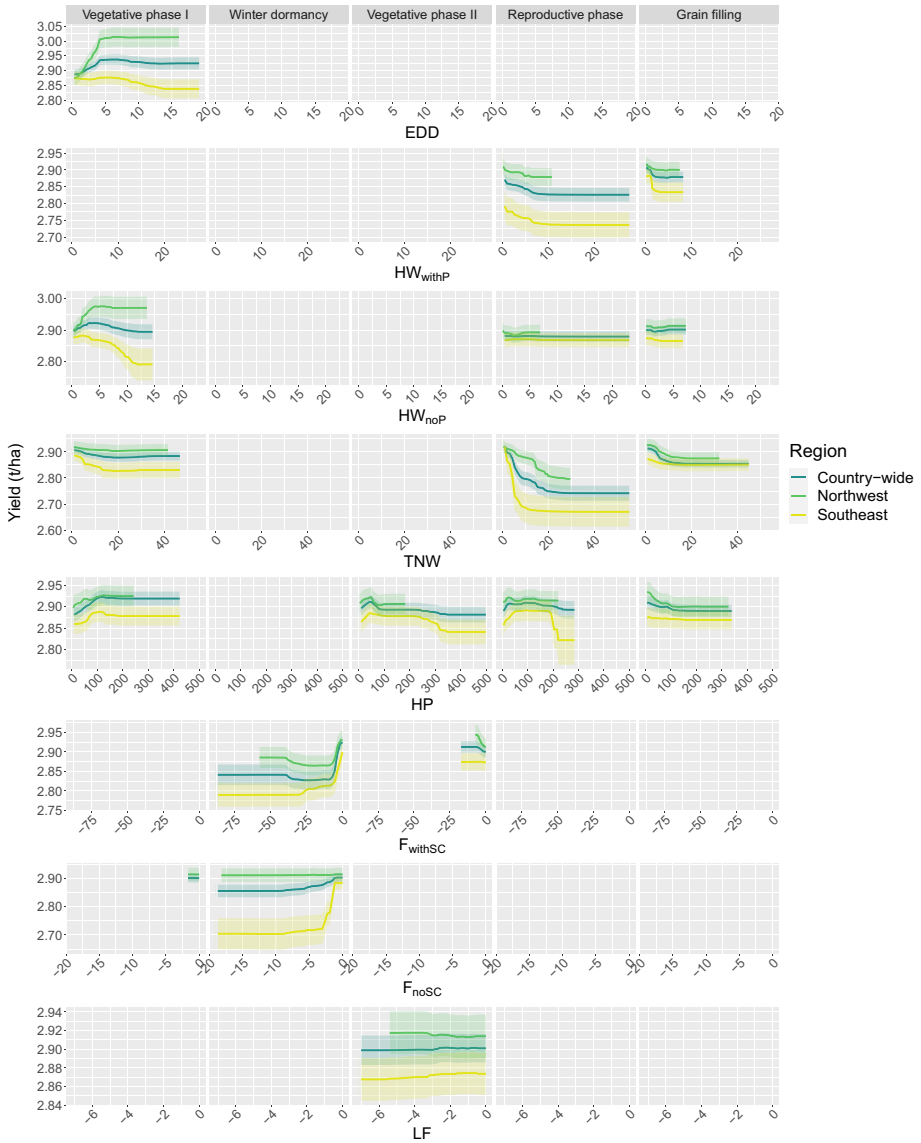 Vegetative phase I Winter dormancy Vegetative phase II Reproductive phase Grain filling
3.05
3.00
2.95
2.90
2.85
2.80
0 5 10 15 20 0 5 10 15 20 0 5 10 15 20 0 5 10 15 20 0 5 10 15 20
EDD
2.95
2.90
2.85
2.80
2.75
2.70
0 10 20 0 10 20 0 10 20 0 10 20 0 10 20
HWwithP
3.00
2.90
2.80
0 5 10 15 20 0 5 10 15 20 0 5 10 15 20 0 5 10 15 20 0 5 10 15 20
HWnoP
2.90
2.80
2.70
2.60
0 20 40 0 20 40 0 20 40 0 20 40 0 20 40
TNW
Yield (t/ha)
Region
Country−wide
Northwest
Southeast
2.95
2.90
2.85
2.80
0 100 200 300 400 500 0 100 200 300 400 500 0 100 200 300 400 500 0 100 200 300 400 500 0 100 200 300 400 500
HP
2.95
2.90
2.85
2.80
2.75
−75 −50 −25 0 −75 −50 −25 0 −75 −50 −25 0 −75 −50 −25 0 −75 −50 −25 0
FwithSC
2.90
2.80
2.70
−20 −15 −10 −5 0 −20 −15 −10 −5 0 −20 −15 −10 −5 0 −20 −15 −10 −5 0 −20 −15 −10 −5 0
FnoSC
2.94
2.92
2.90
2.88
2.86
2.84
−6 −4 −2 0 −6 −4 −2 0 −6 −4 −2 0 −6 −4 −2 0 −6 −4 −2 0
LF